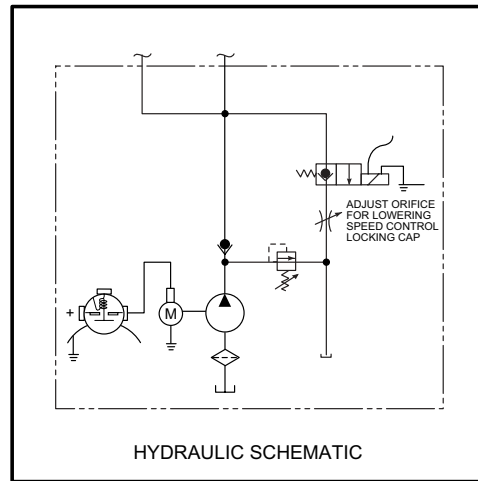 ADJUST ORIFICE
FOR LOWERING
SPEED CONTROL
LOCKING CAP
+
M
HYDRAULIC SCHEMATIC